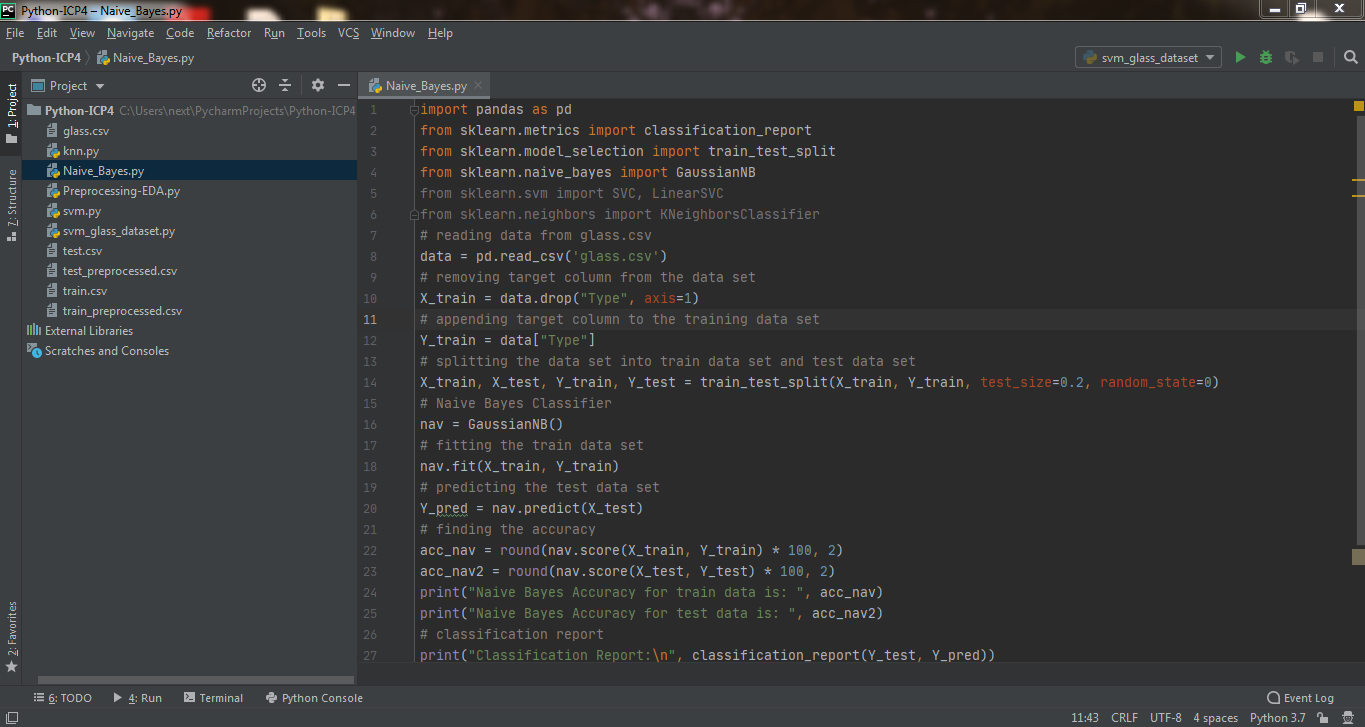 PC Python-ICP4 – Naive_Bayes.py
File Edit View Navigate Code Refactor Run Tools VCS Window Help
Python-ICP4 Naive_Bayes.py svm_glass_dataset
1: Project
7: Structure
2: Favorites
Project
Python-ICP4 C:\Users\next\PycharmProjects\Python-ICP4
glass.csv
knn.py
Naive_Bayes.py
Preprocessing-EDA.py
svm.py
svm_glass_dataset.py
test.csv
test_preprocessed.csv
train.csv
train_preprocessed.csv
External Libraries
Scratches and Consoles
Naive_Bayes.py
1 import pandas as pd
2 from sklearn.metrics import classification_report
3 from sklearn.model_selection import train_test_split
4 from sklearn.naive_bayes import GaussianNB
5 from sklearn.svm import SVC, LinearSVC
6 from sklearn.neighbors import KNeighborsClassifier
7 # reading data from glass.csv
8 data = pd.read_csv('glass.csv')
9 # removing target column from the data set
10 X_train = data.drop("Type", axis=1)
11 # appending target column to the training data set
12 Y_train = data["Type"]
13 # splitting the data set into train data set and test data set
14 X_train, X_test, Y_train, Y_test = train_test_split(X_train, Y_train, test_size=0.2, random_state=0)
15 # Naive Bayes Classifier
16 nav = GaussianNB()
17 # fitting the train data set
18 nav.fit(X_train, Y_train)
19 # predicting the test data set
20 Y_pred = nav.predict(X_test)
21 # finding the accuracy
22 acc_nav = round(nav.score(X_train, Y_train) * 100, 2)
23 acc_nav2 = round(nav.score(X_test, Y_test) * 100, 2)
24 print("Naive Bayes Accuracy for train data is: ", acc_nav)
25 print("Naive Bayes Accuracy for test data is: ", acc_nav2)
26 # classification report
27 print("Classification Report:\n", classification_report(Y_test, Y_pred))
6: TODO 4: Run Terminal Python Console Event Log
11:43 CRLF UTF-8 4 spaces Python 3.7